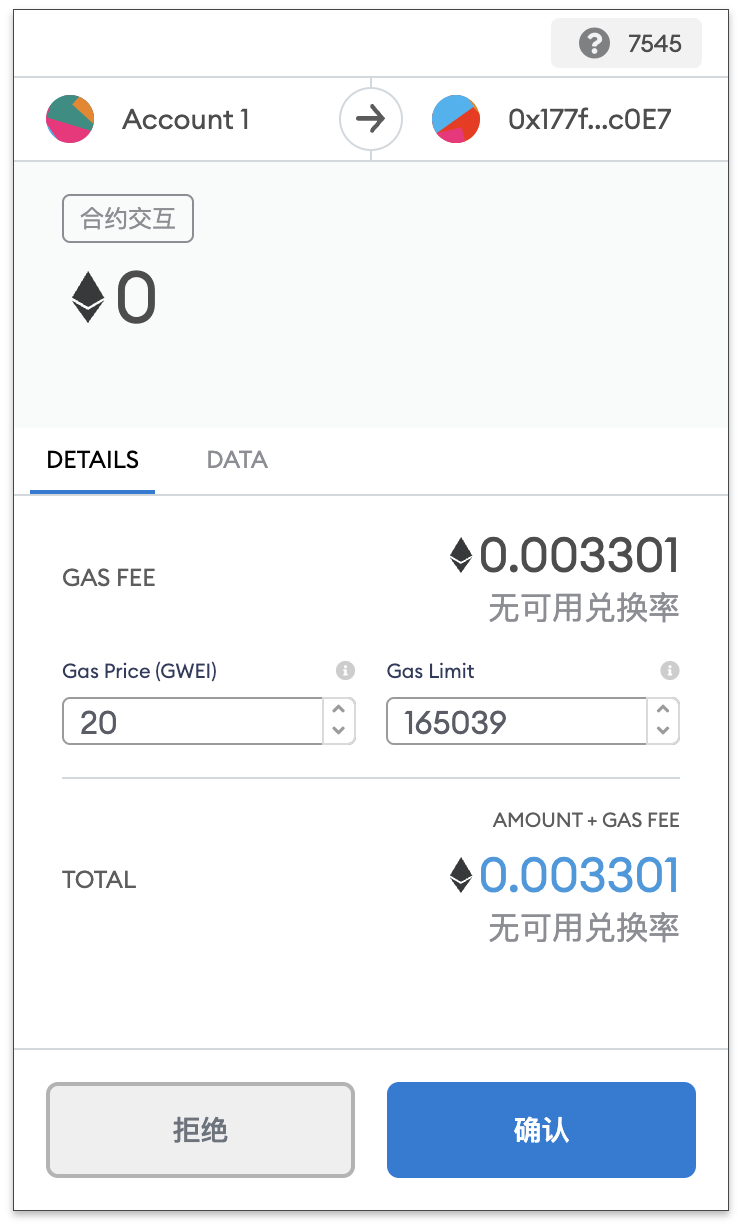 7545
Account 1
0x177f...c0E7
合约交互
0
DETAILS
DATA
GAS FEE
0.003301
无可用兑换率
Gas Price (GWEI)
Gas Limit
20
165039
AMOUNT + GAS FEE
TOTAL
0.003301
无可用兑换率
拒绝
确认